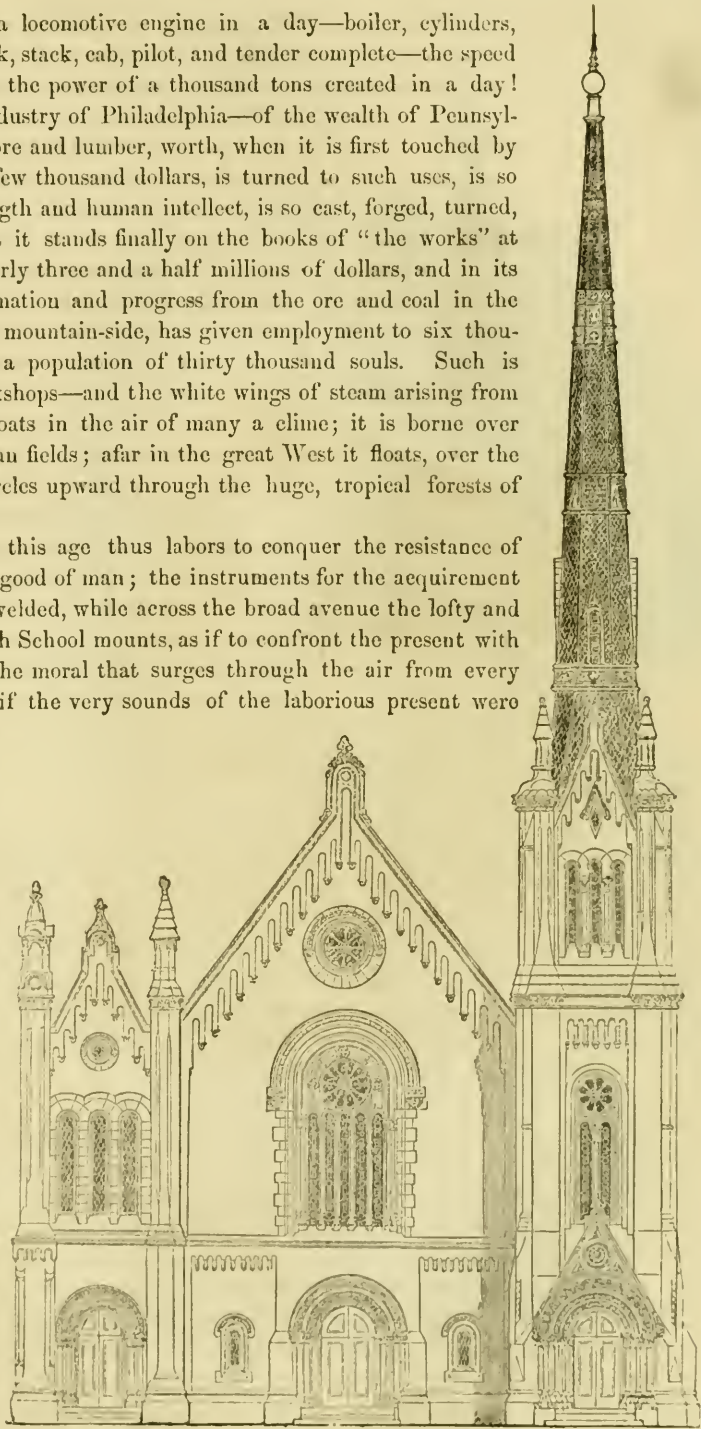 a locomotive engine in a day—boiler, cylinders,
k, stack, cab, pilot, and tender complete—the speed
the power of a thousand tons created in a day!
dustry of Philadelphia—of the wealth of Pennsyl-
ore and lumber, worth, when it is first touched by
few thousand dollars, is turned to such uses, is so
gth and human intellect, is so cast, forged, turned,
it stands finally on the books of “the works” at
rly three and a half millions of dollars, and in its
mation and progress from the ore and coal in the
mountain-side, has given employment to six thou-
a population of thirty thousand souls. Such is
kshops—and the white wings of steam arising from
oats in the air of many a clime; it is borne over
an fields; afar in the great West it floats, over the
rcles upward through the huge, tropical forests of
this age thus labors to conquer the resistance of
good of man; the instruments for the acquirement
welded, while across the broad avenue the lofty and
h School mounts, as if to confront the present with
he moral that surges through the air from every
if the very sounds of the laborious present were